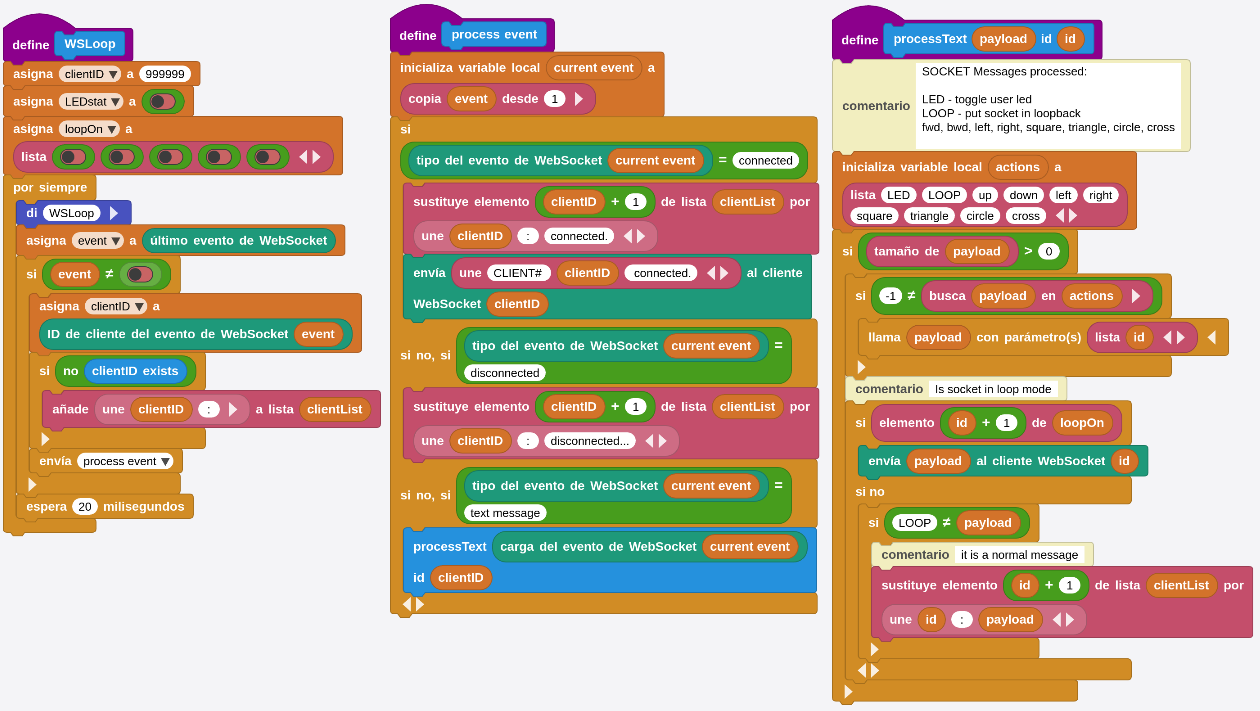 define WSLoop
asigna clientID ▼ a 999999
asigna LEDstat ▼ a
asigna loopOn ▼ a
lista
por siempre
di WSLoop
asigna event ▼ a último evento de WebSocket
si event ≠
asigna clientID ▼ a
ID de cliente del evento de WebSocket event
si no clientID exists
añade une clientID : a lista clientList
envía process event ▼
espera 20 milisegundos
define process event
inicializa variable local current event a
copia event desde 1
si
tipo del evento de WebSocket current event = connected
sustituye elemento clientID + 1 de lista clientList por
une clientID : connected.
envía une CLIENT# clientID connected. al cliente
WebSocket clientID
si no, si tipo del evento de WebSocket current event =
disconnected
sustituye elemento clientID + 1 de lista clientList por
une clientID : disconnected...
si no, si tipo del evento de WebSocket current event =
text message
processText carga del evento de WebSocket current event
id clientID
define processText payload id id
comentario SOCKET Messages processed:
LED - toggle user led
LOOP - put socket in loopback
fwd, bwd, left, right, square, triangle, circle, cross
inicializa variable local actions a
lista LED LOOP up down left right
square triangle circle cross
si tamaño de payload > 0
si -1 ≠ busca payload en actions
llama payload con parámetro(s) lista id
comentario Is socket in loop mode
si elemento id + 1 de loopOn
envía payload al cliente WebSocket id
si no
si LOOP ≠ payload
comentario it is a normal message
sustituye elemento id + 1 de lista clientList por
une id : payload